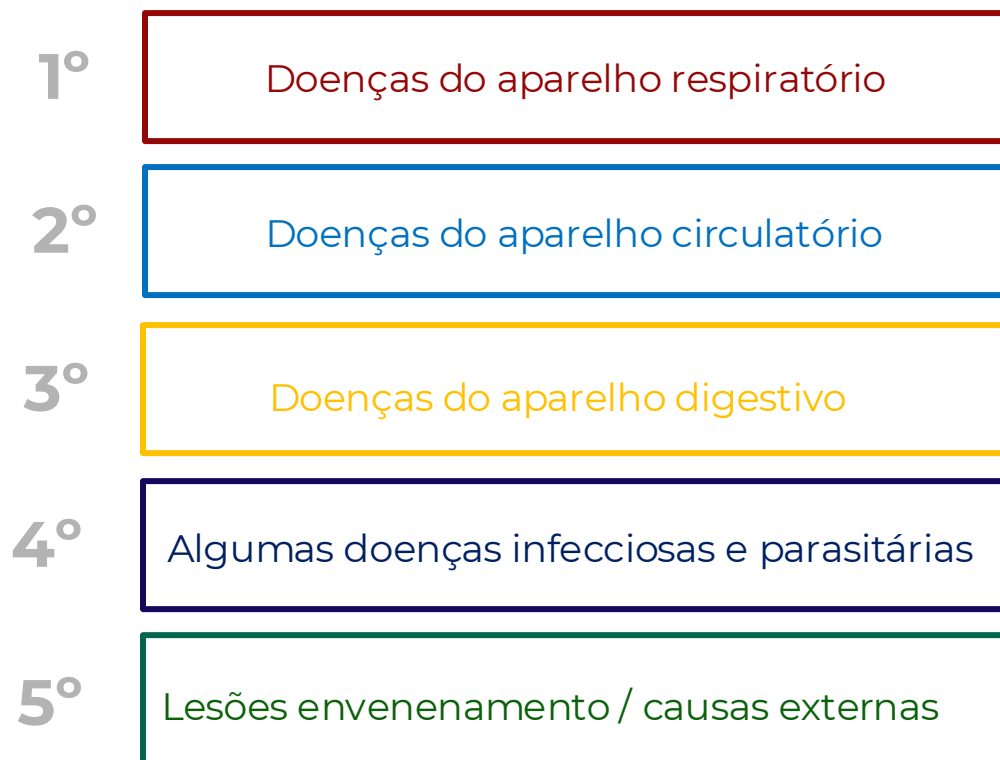 1º Doenças do aparelho respiratório
2º Doenças do aparelho circulatório
3º Doenças do aparelho digestivo
4º Algumas doenças infecciosas e parasitárias
5º Lesões envenenamento / causas externas